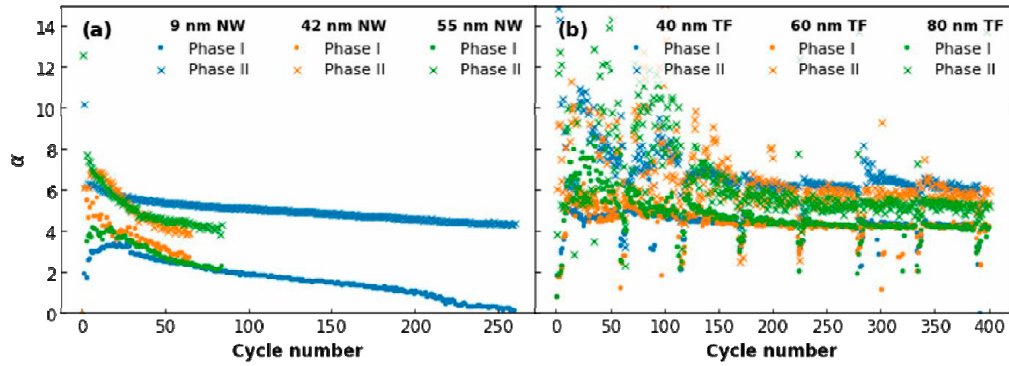 (a) 9 nm NW 42 nm NW 55 nm NW
Phase I Phase I Phase I
Phase II Phase II Phase II
α
14
12
10
8
6
4
2
0
0 50 100 150 200 250
Cycle number
(b) 40 nm TF 60 nm TF 80 nm TF
Phase I Phase I Phase I
Phase II Phase II Phase II
0 50 100 150 200 250 300 350 400
Cycle number